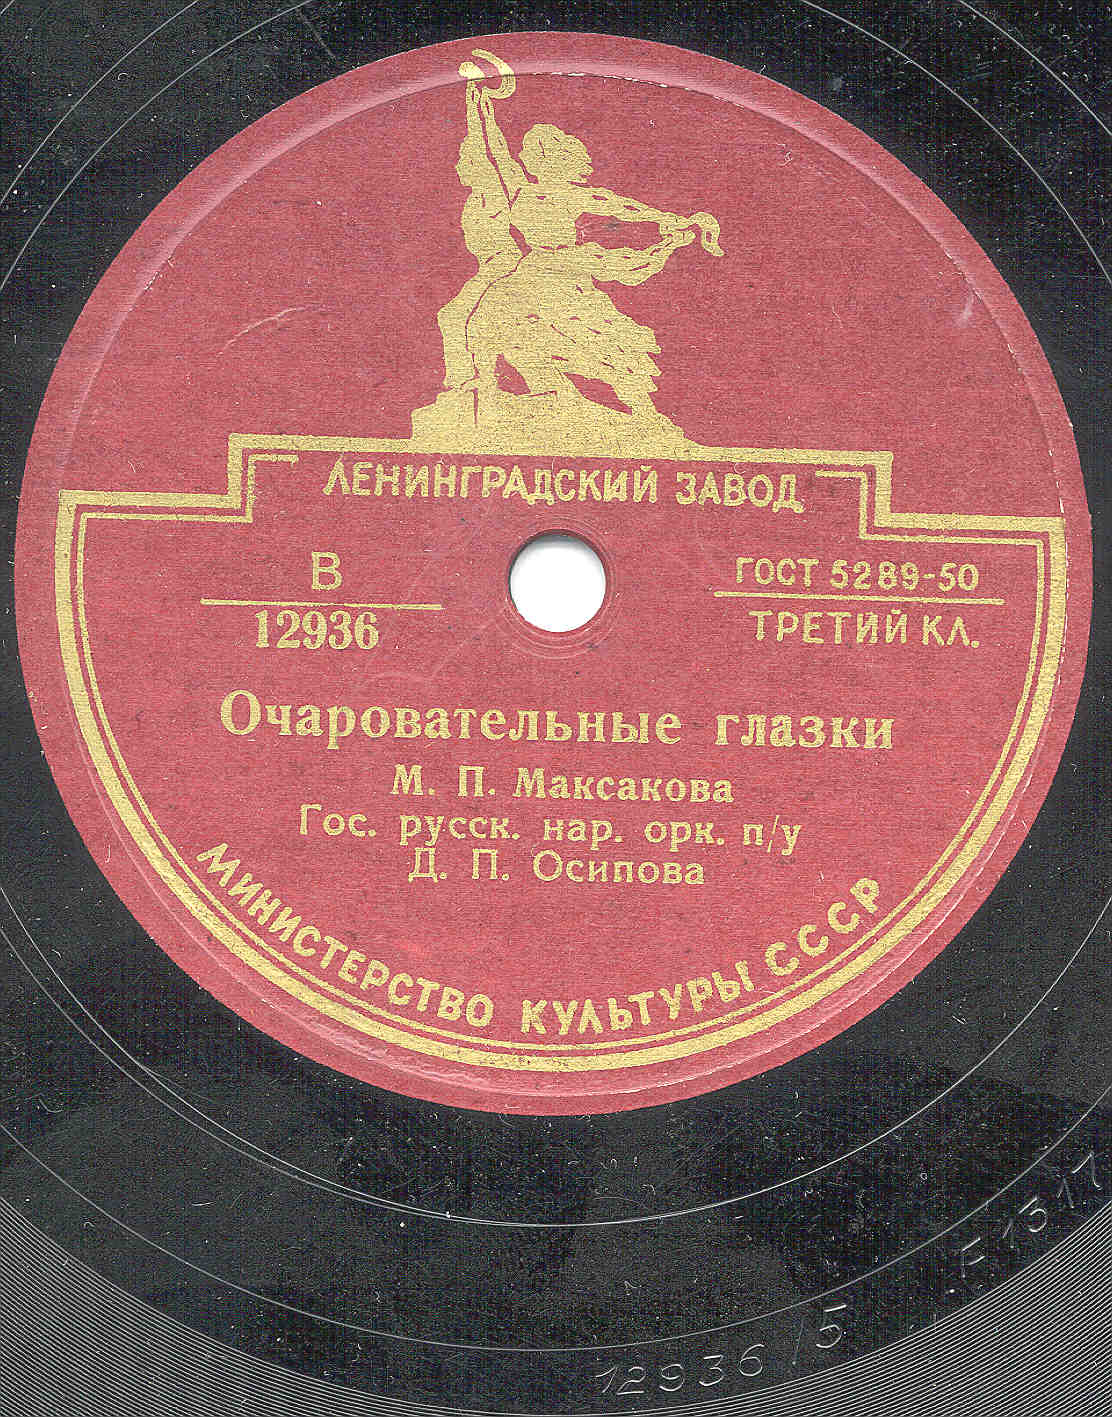 ЛЕНИНГРАДСКИЙ ЗАВОД
В
12936
ГОСТ 5289-50
ТРЕТИЙ КЛ.
Очаровательные глазки
М. П. Максакова
Гос. русск. нар. орк. п/у
Д. П. Осипова
МИНИСТЕРСТВО КУЛЬТУРЫ СССР
12936/5